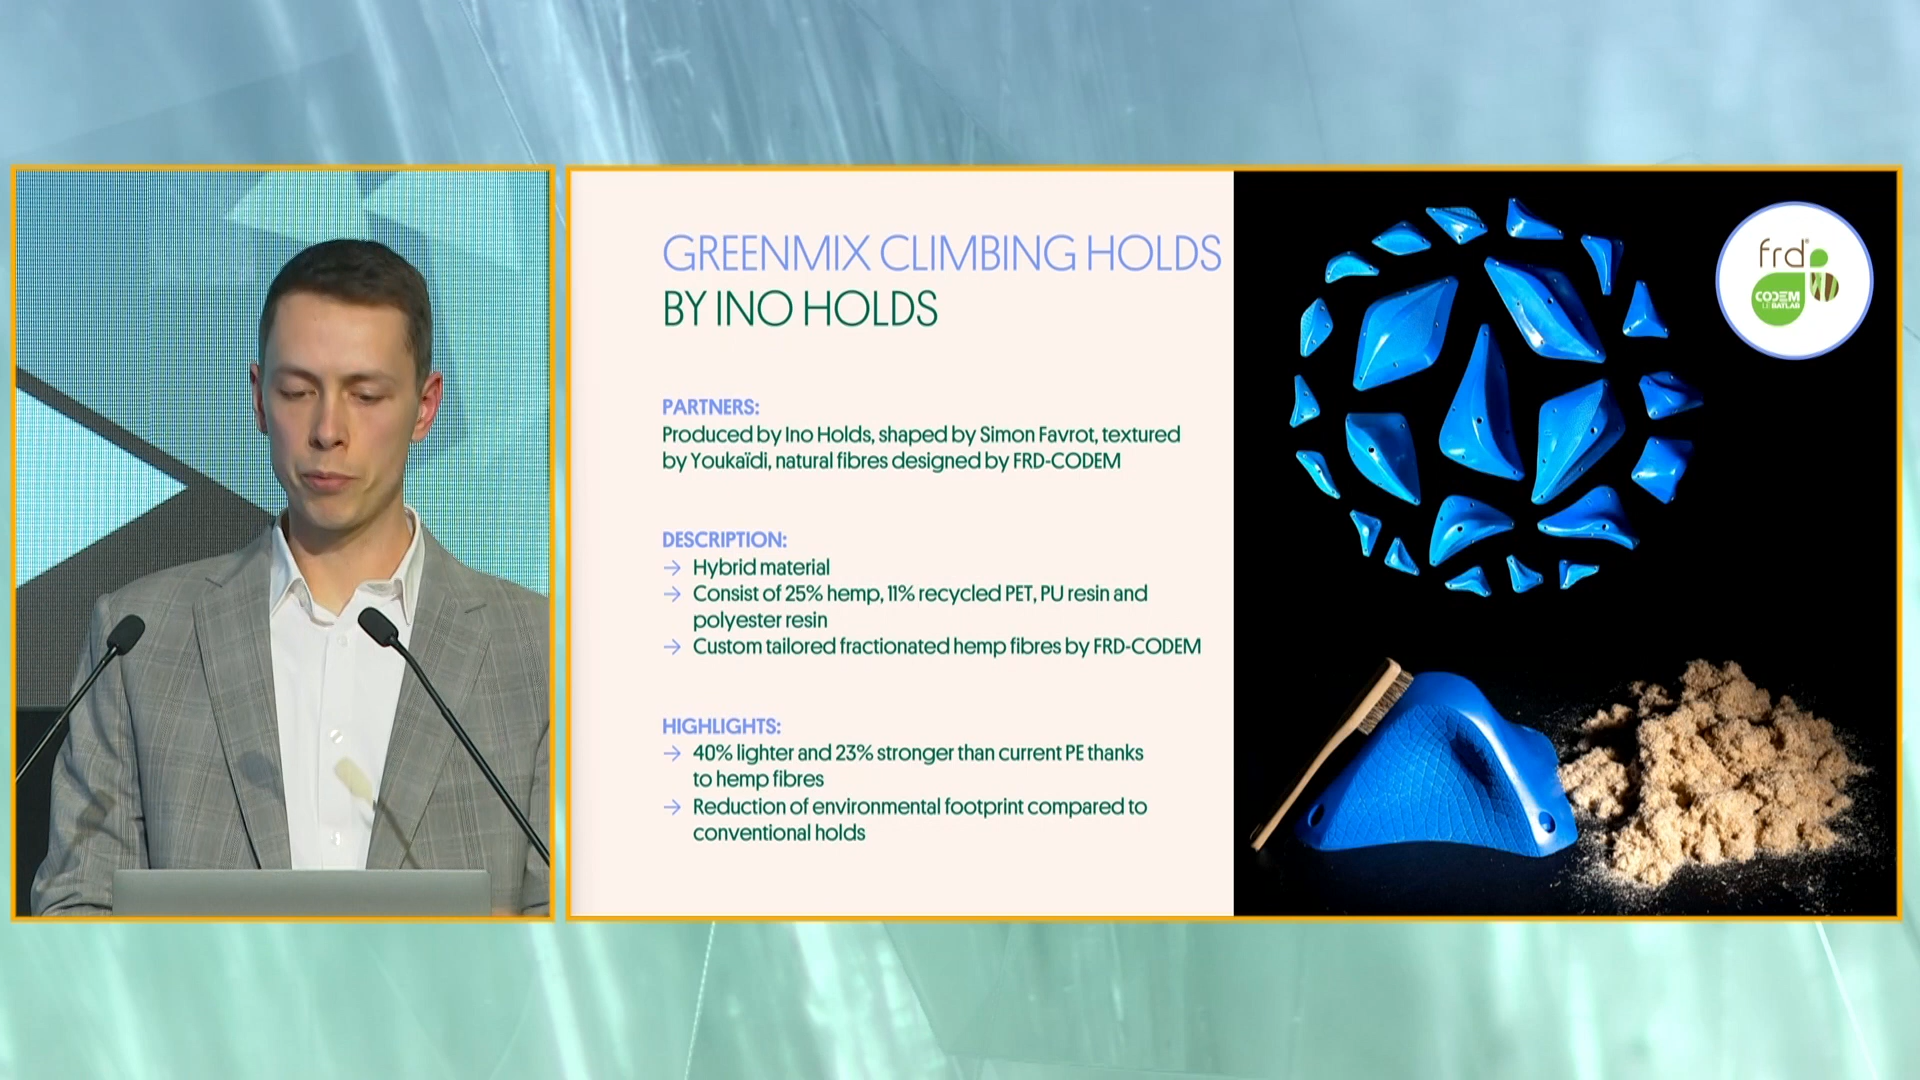 GREENMIX CLIMBING HOLDS
BY INO HOLDS
PARTNERS:
Produced by Ino Holds, shaped by Simon Favrot, textured
by Youkaïdi, natural fibres designed by FRD-CODEM
DESCRIPTION:
→ Hybrid material
→ Consist of 25% hemp, 11% recycled PET, PU resin and
polyester resin
→ Custom tailored fractionated hemp fibres by FRD-CODEM
HIGHLIGHTS:
→ 40% lighter and 23% stronger than current PE thanks
to hemp fibres
→ Reduction of environmental footprint compared to
conventional holds
frd
CODEM
LE BATLAB